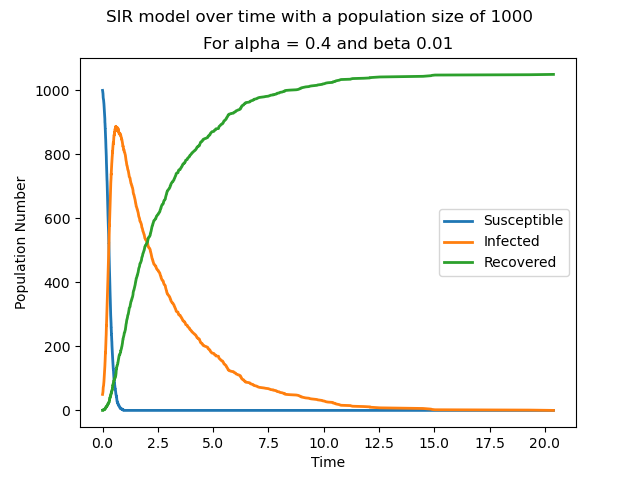 SIR model over time with a population size of 1000
For alpha = 0.4 and beta 0.01
Population Number
1000
800
600
400
200
0
Susceptible
Infected
Recovered
0.0 2.5 5.0 7.5 10.0 12.5 15.0 17.5 20.0
Time